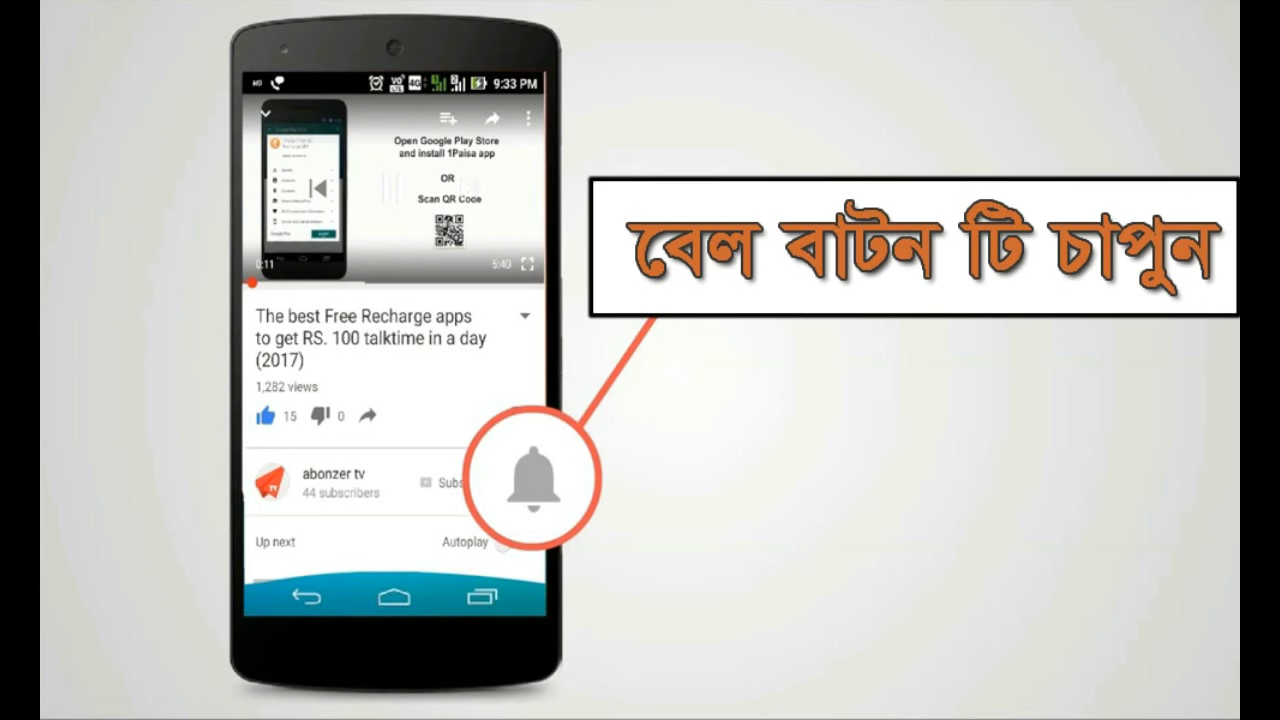 9:33 PM
Open Google Play Store
and install 1Paisa app
OR
Scan QR Code
0:11
5:40
The best Free Recharge apps
to get RS. 100 talktime in a day
(2017)
1,282 views
15
0
abonzer tv
44 subscribers
Subs
Up next
Autoplay
বেল বাটন টি চাপুন